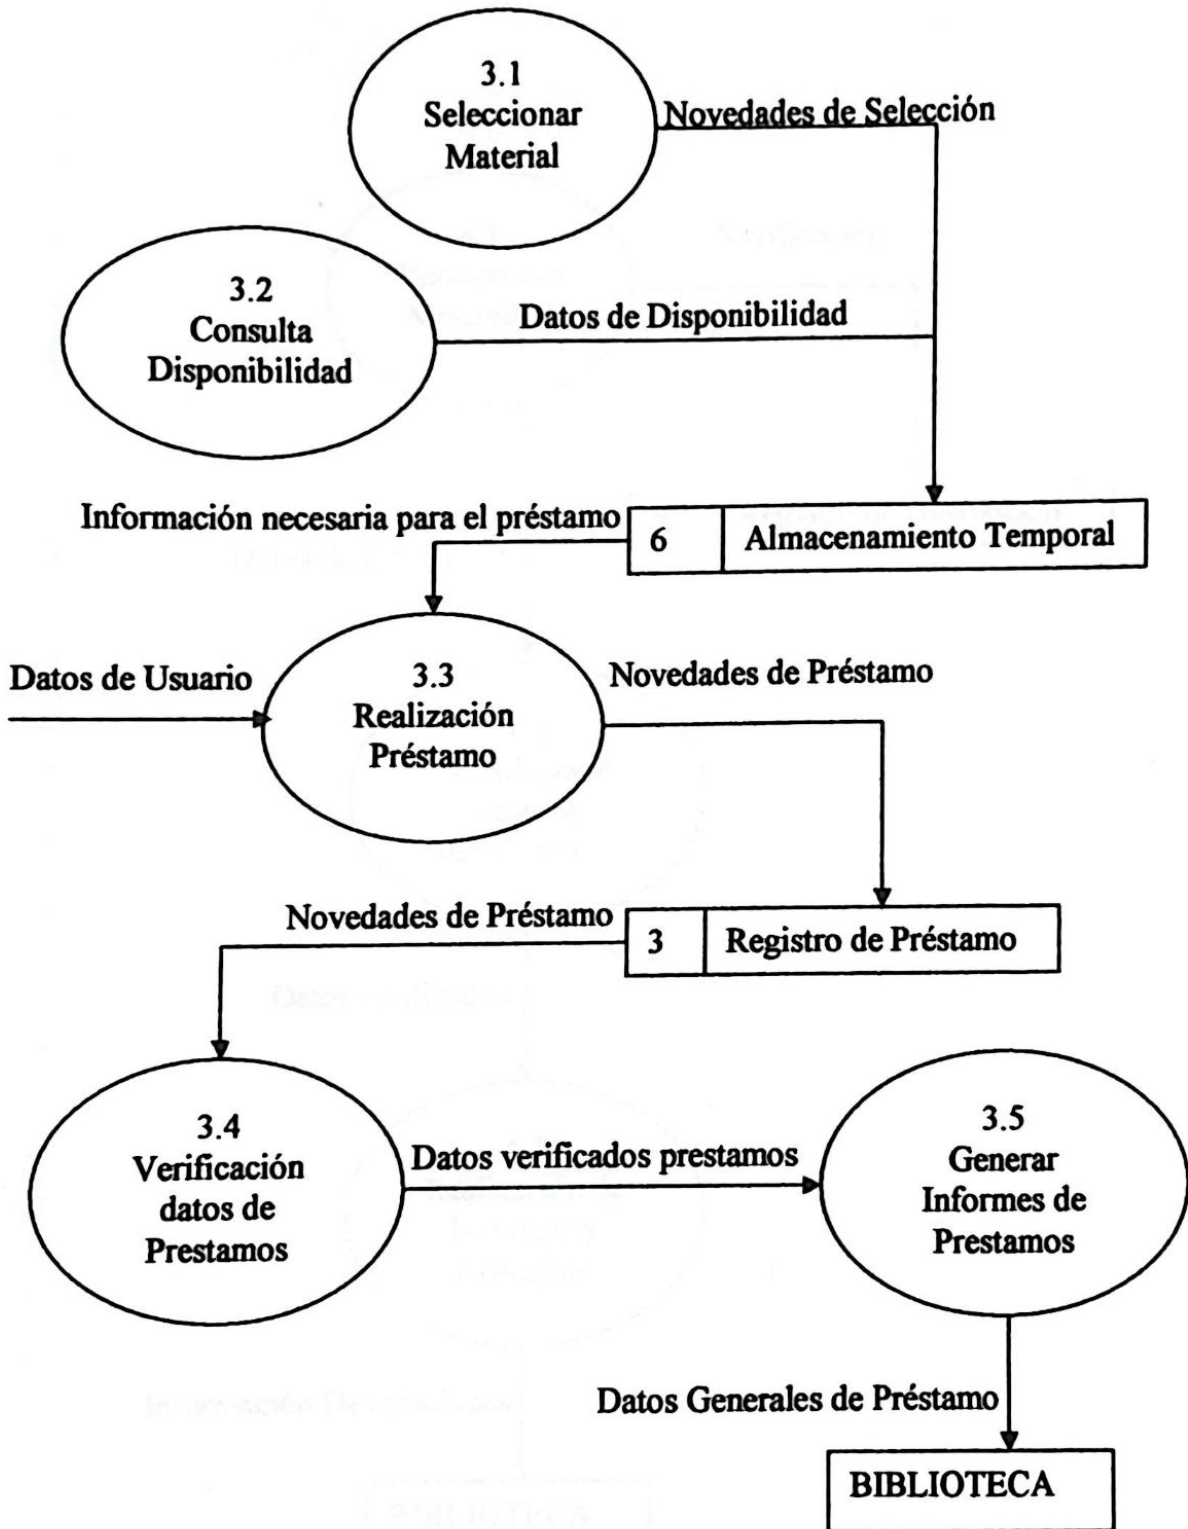 3.1
Seleccionar
Material
Novedades de Selección
3.2
Consulta
Disponibilidad
Datos de Disponibilidad
Información necesaria para el préstamo
6
Almacenamiento Temporal
Datos de Usuario
3.3
Realización
Préstamo
Novedades de Préstamo
Novedades de Préstamo
3
Registro de Préstamo
3.4
Verificación
datos de
Prestamos
Datos verificados prestamos
3.5
Generar
Informes de
Prestamos
Datos Generales de Préstamo
BIBLIOTECA
BIBLIOTECA